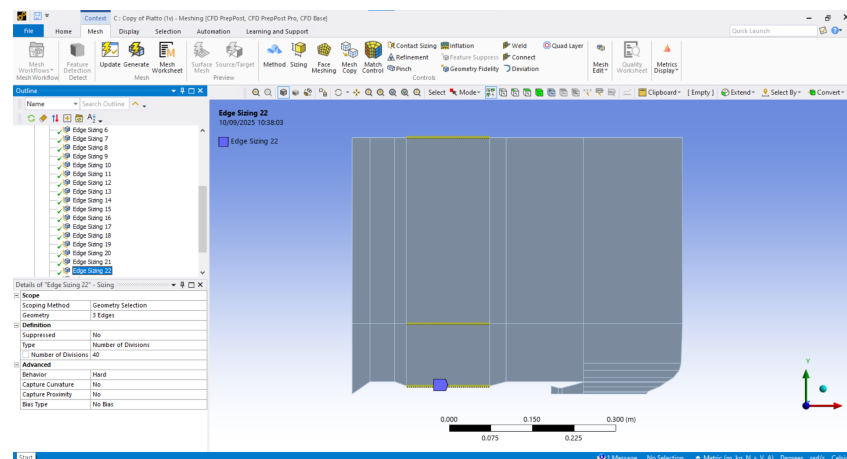 Context C : Copy of Piatto (1v) - Meshing [CFD PrepPost, CFD PrepPost Pro, CFD Base]
File Home Mesh Display Selection Automation Learning and Support Quick Launch
Mesh Workflows Feature Detection Update Generate Mesh Worksheet Surface Mesh Source/Target Method Sizing Face Meshing Mesh Copy Match Control Contact Sizing Inflation Weld Quad Layer Mesh Edit Quality Worksheet Metrics Display
Refinement Feature Suppress Connect
Pinch Geometry Fidelity Deviation
Mesh Workflow Detect Mesh Preview Controls
Outline Select Mode Clipboard [Empty] Extend Select By Convert
Name Search Outline
Edge Sizing 6
Edge Sizing 7
Edge Sizing 8
Edge Sizing 9
Edge Sizing 10
Edge Sizing 11
Edge Sizing 12
Edge Sizing 13
Edge Sizing 14
Edge Sizing 15
Edge Sizing 16
Edge Sizing 17
Edge Sizing 18
Edge Sizing 19
Edge Sizing 20
Edge Sizing 21
Edge Sizing 22
Details of "Edge Sizing 22" - Sizing
Scope
Scoping Method Geometry Selection
Geometry 3 Edges
Definition
Suppressed No
Type Number of Divisions
Number of Divisions 40
Advanced
Behavior Hard
Capture Curvature No
Capture Proximity No
Bias Type No Bias
Edge Sizing 22
10/09/2025 10:38:03
Edge Sizing 22
Y
X
0.000 0.150 0.300 (m)
0.075 0.225
Start 1 Message No Selection Metric (m, kg, N, s, V, A) Degrees rad/s Celsi